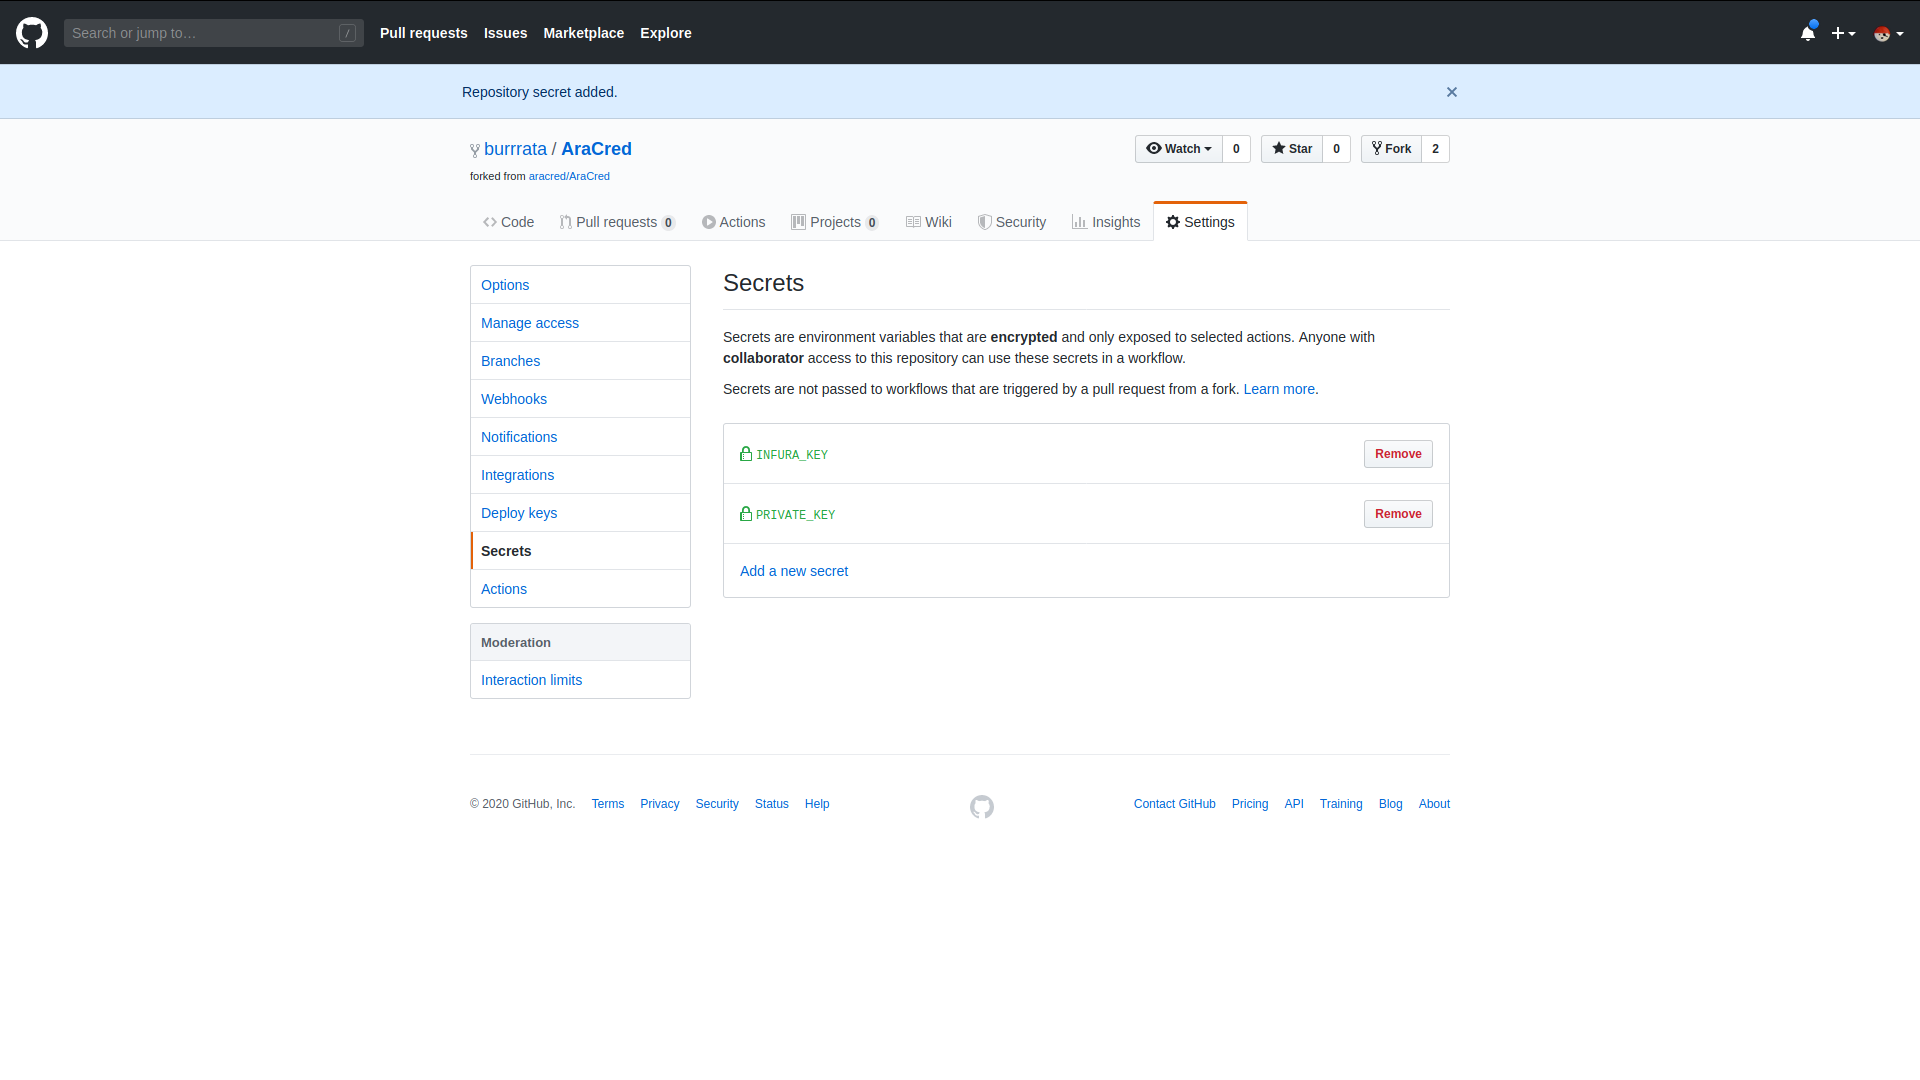 Search or jump to… / Pull requests Issues Marketplace Explore
Repository secret added.
burrrata / AraCred
Watch 0 Star 0 Fork 2
forked from aracred/AraCred
Code Pull requests 0 Actions Projects 0 Wiki Security Insights Settings
Options
Manage access
Branches
Webhooks
Notifications
Integrations
Deploy keys
Secrets
Actions
Moderation
Interaction limits
Secrets
Secrets are environment variables that are encrypted and only exposed to selected actions. Anyone with
collaborator access to this repository can use these secrets in a workflow.
Secrets are not passed to workflows that are triggered by a pull request from a fork. Learn more.
INFURA_KEY Remove
PRIVATE_KEY Remove
Add a new secret
© 2020 GitHub, Inc. Terms Privacy Security Status Help Contact GitHub Pricing API Training Blog About